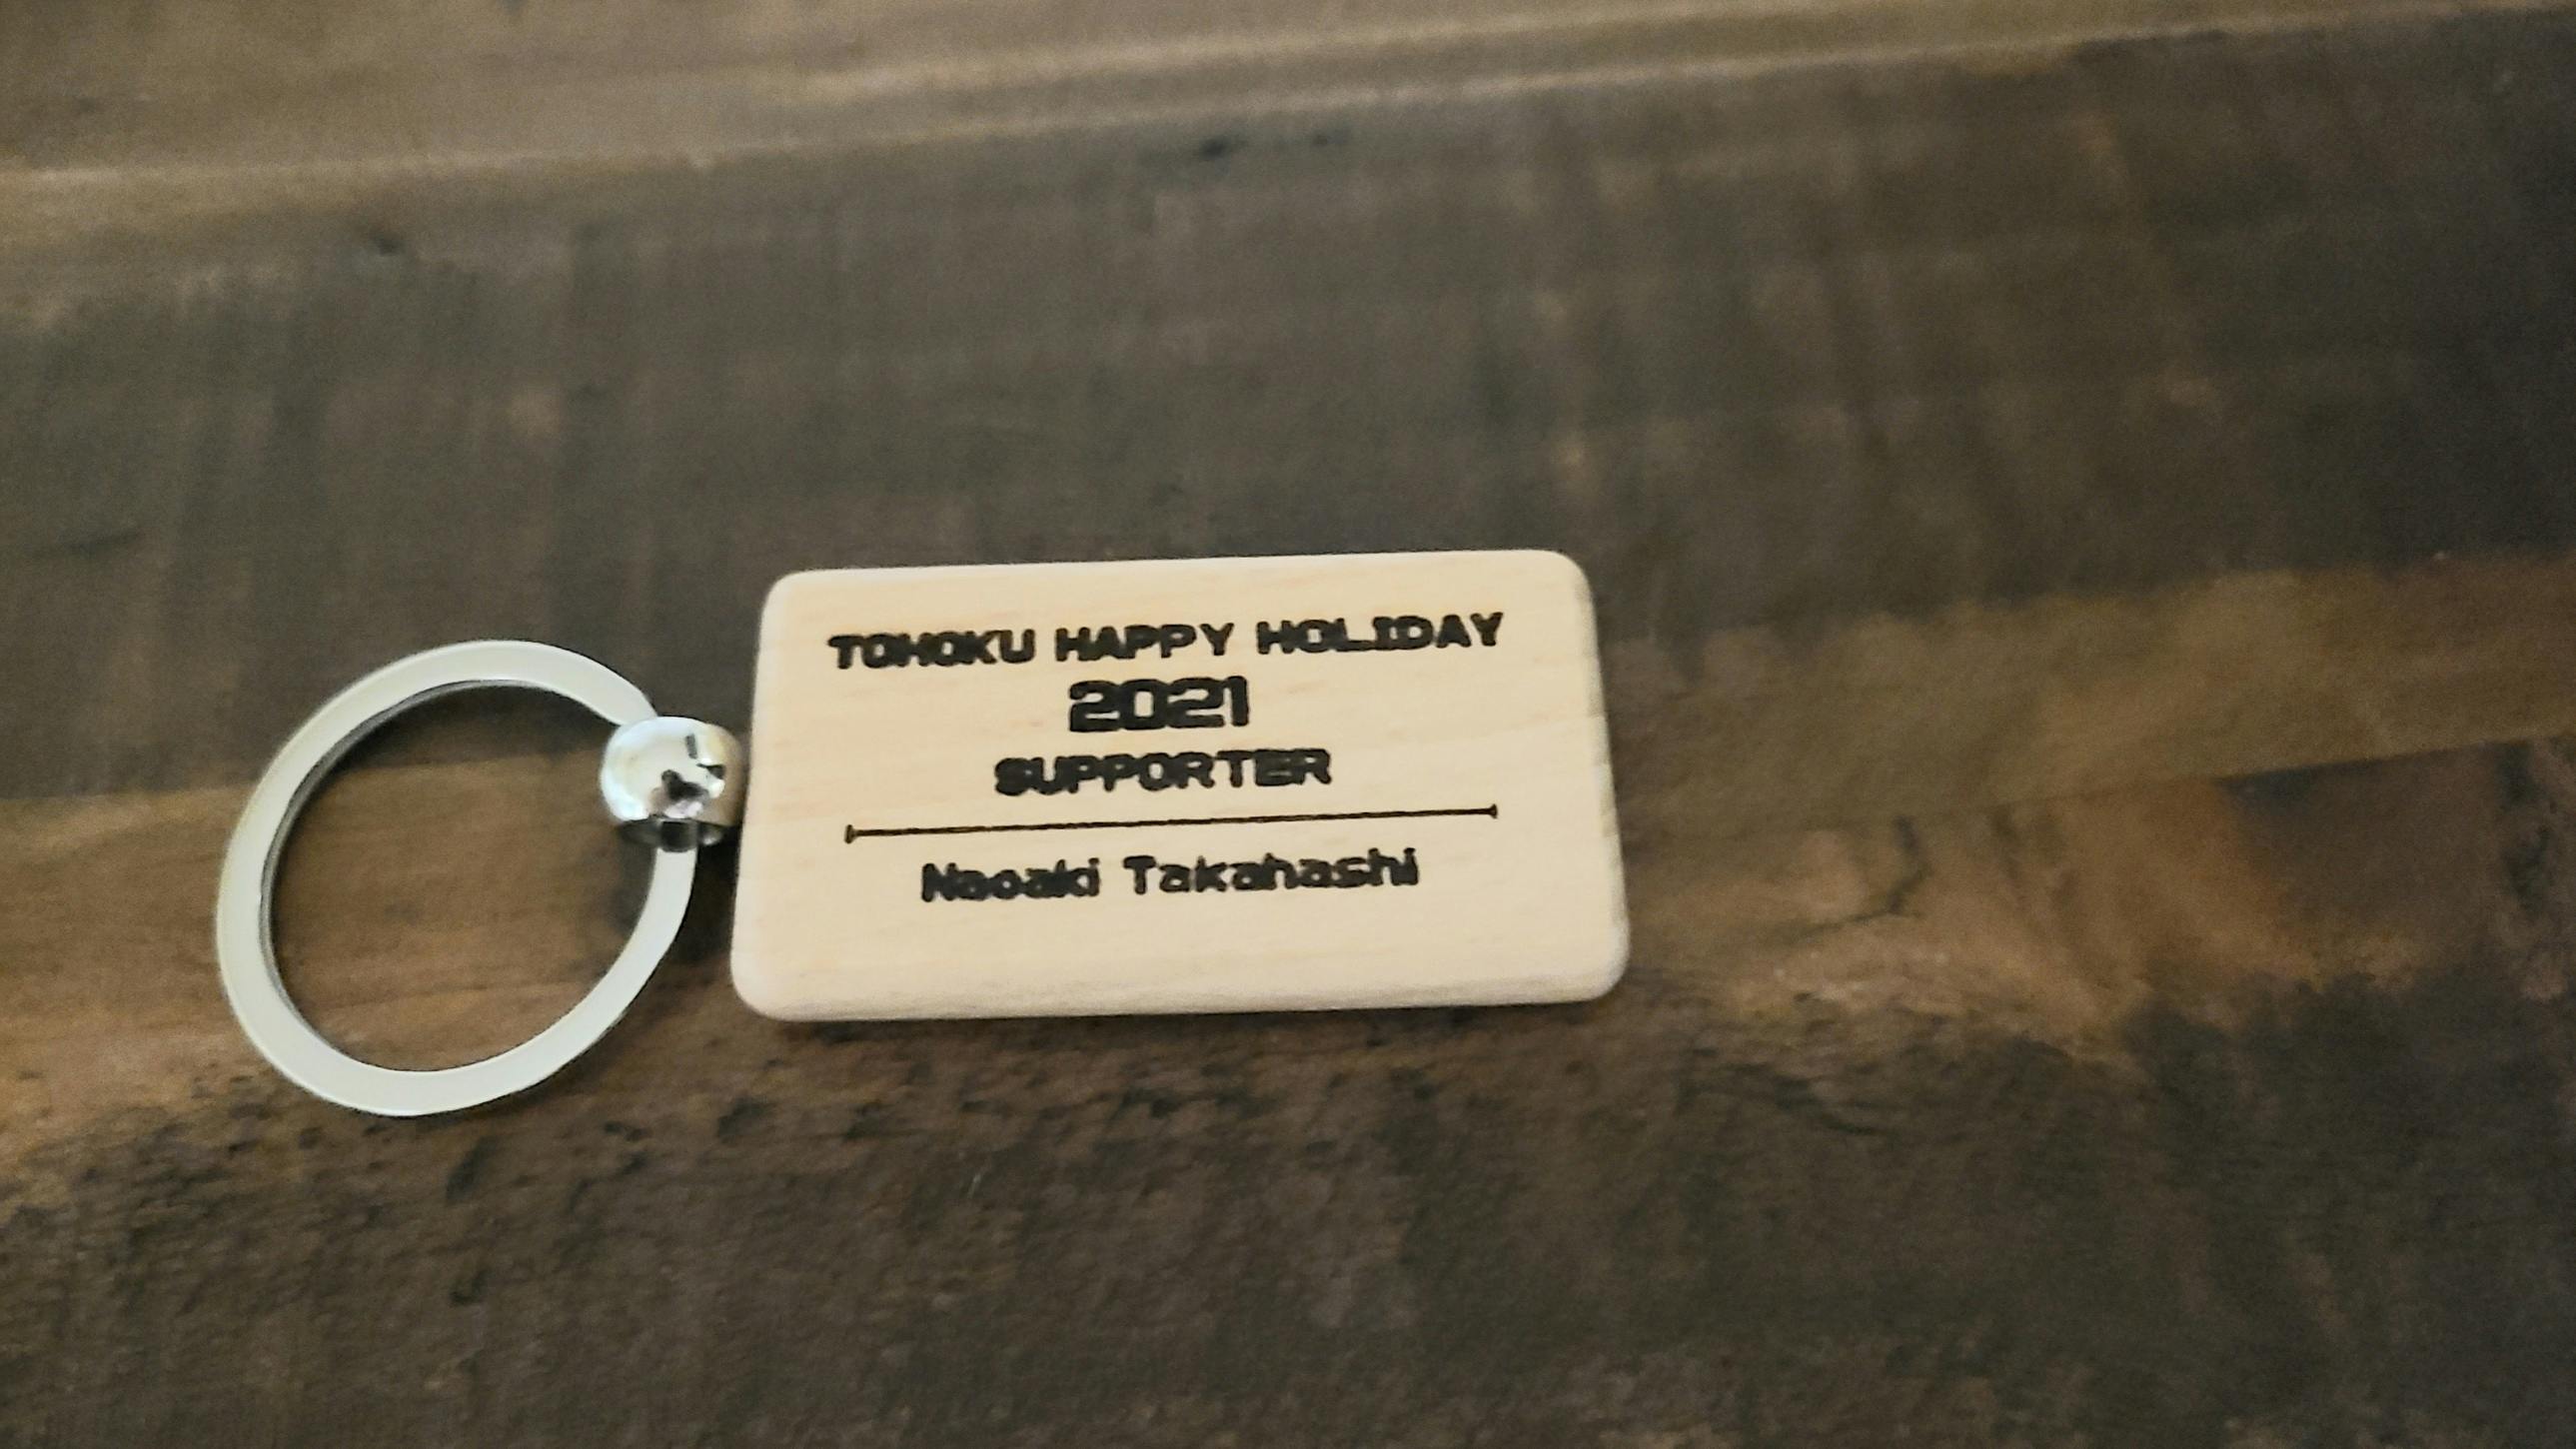 TOHOKU HAPPY HOLIDAY
2021
SUPPORTER
Naoaki Takahashi